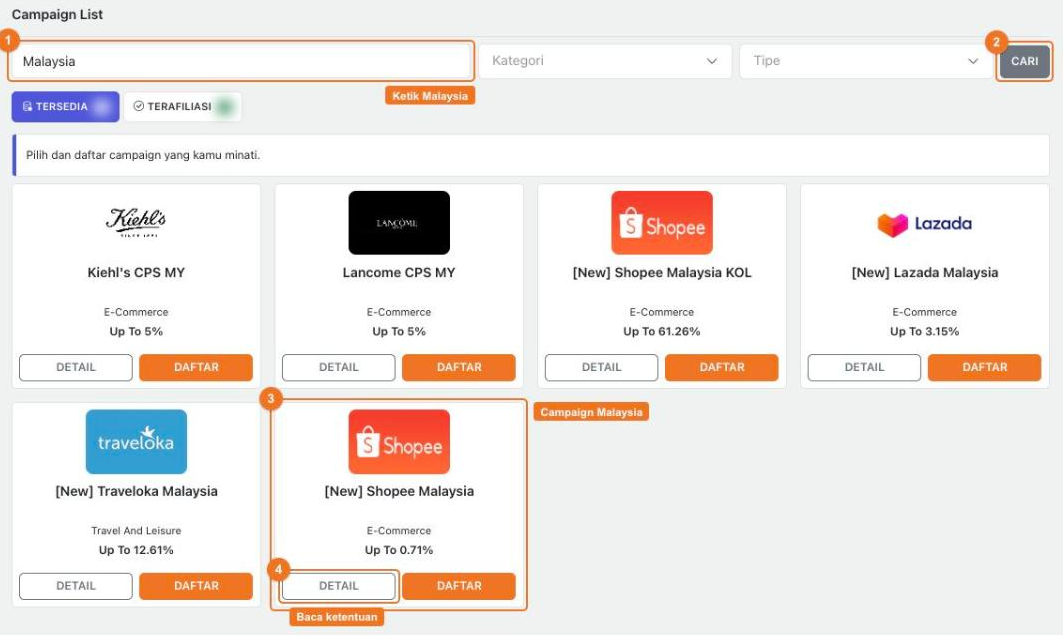 Campaign List
1
Malaysia
Kategori
Tipe
2
CARI
Ketik Malaysia
TERSEDIA
TERAFILIASI
Pilih dan daftar campaign yang kamu minati.
Kiehl's
Kiehl's CPS MY
E-Commerce
Up To 5%
DETAIL
DAFTAR
LANCÔME
Lancome CPS MY
E-Commerce
Up To 5%
DETAIL
DAFTAR
Shopee
[New] Shopee Malaysia KOL
E-Commerce
Up To 61.26%
DETAIL
DAFTAR
Lazada
[New] Lazada Malaysia
E-Commerce
Up To 3.15%
DETAIL
DAFTAR
traveloka
[New] Traveloka Malaysia
Travel And Leisure
Up To 12.61%
DETAIL
DAFTAR
3
Campaign Malaysia
Shopee
[New] Shopee Malaysia
E-Commerce
Up To 0.71%
4
DETAIL
DAFTAR
Baca ketentuan